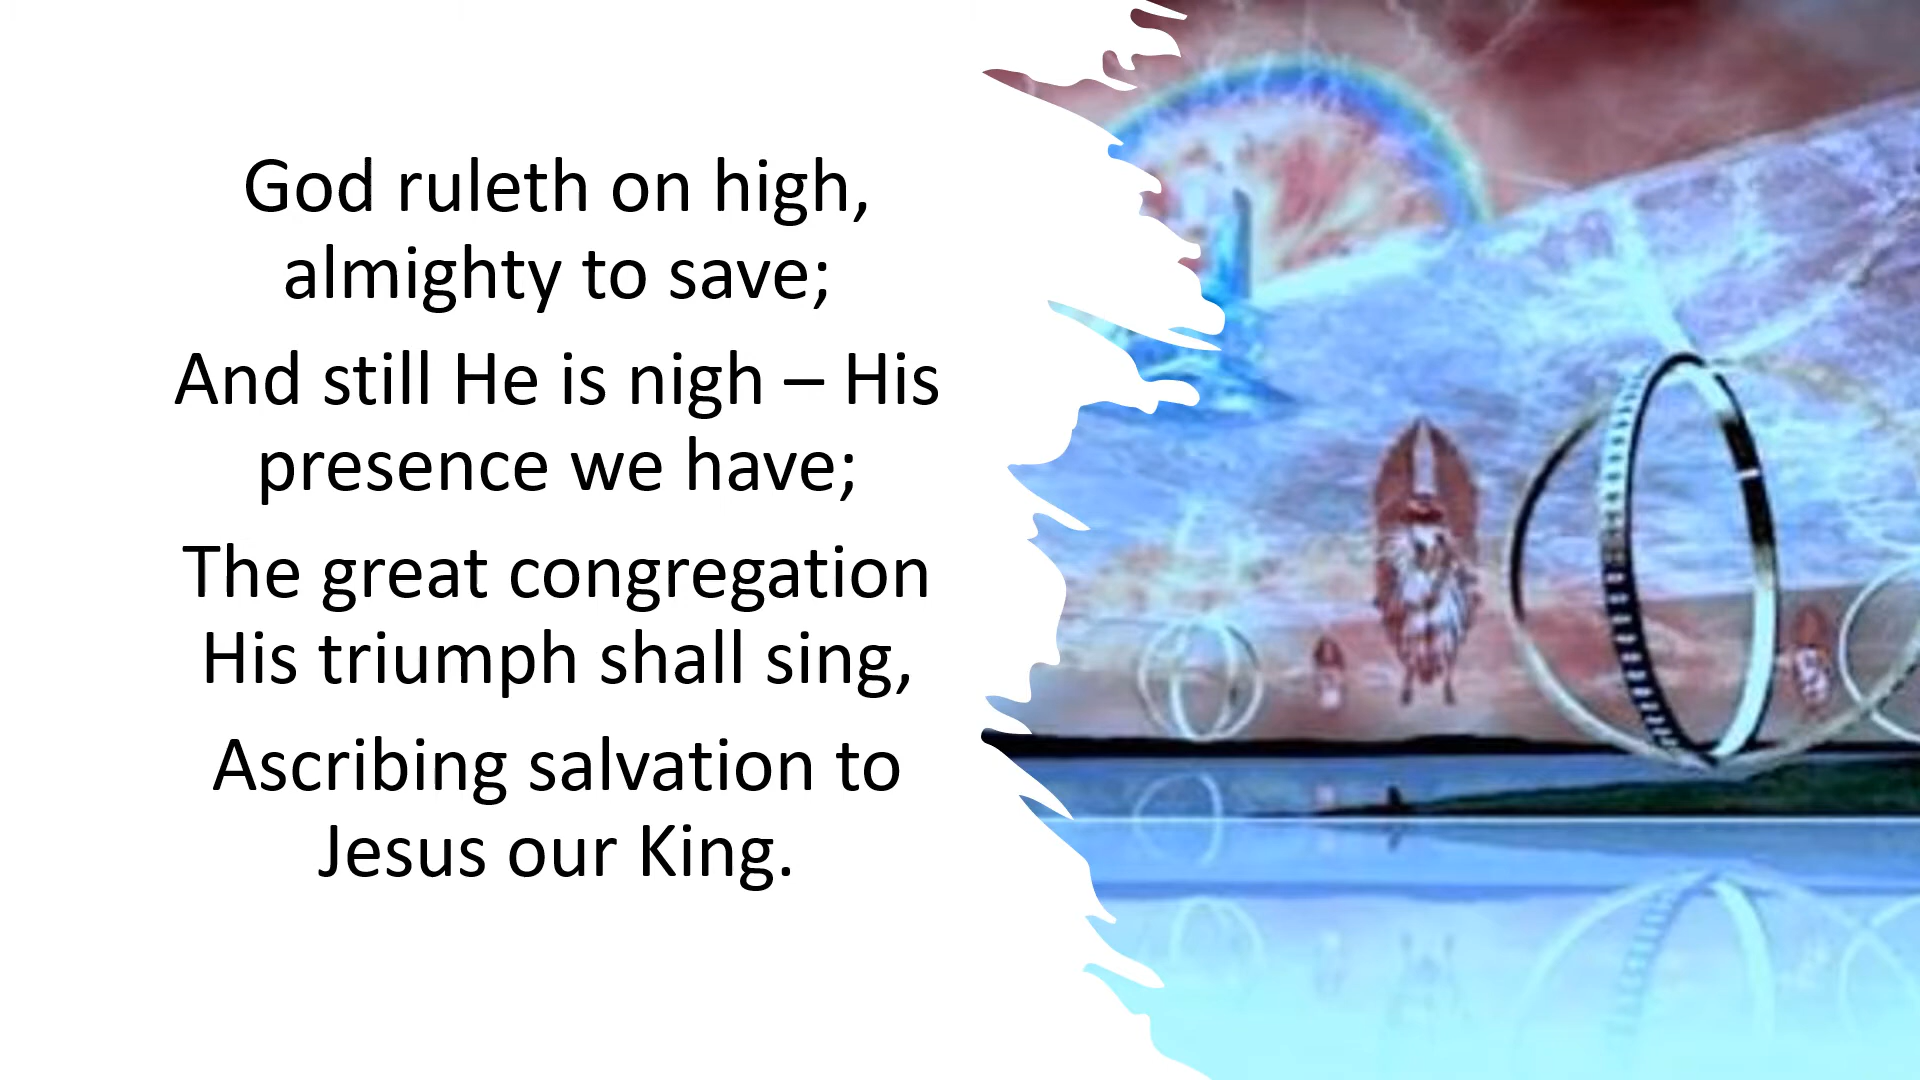 God ruleth on high,
almighty to save;
And still He is nigh – His
presence we have;
The great congregation
His triumph shall sing,
Ascribing salvation to
Jesus our King.